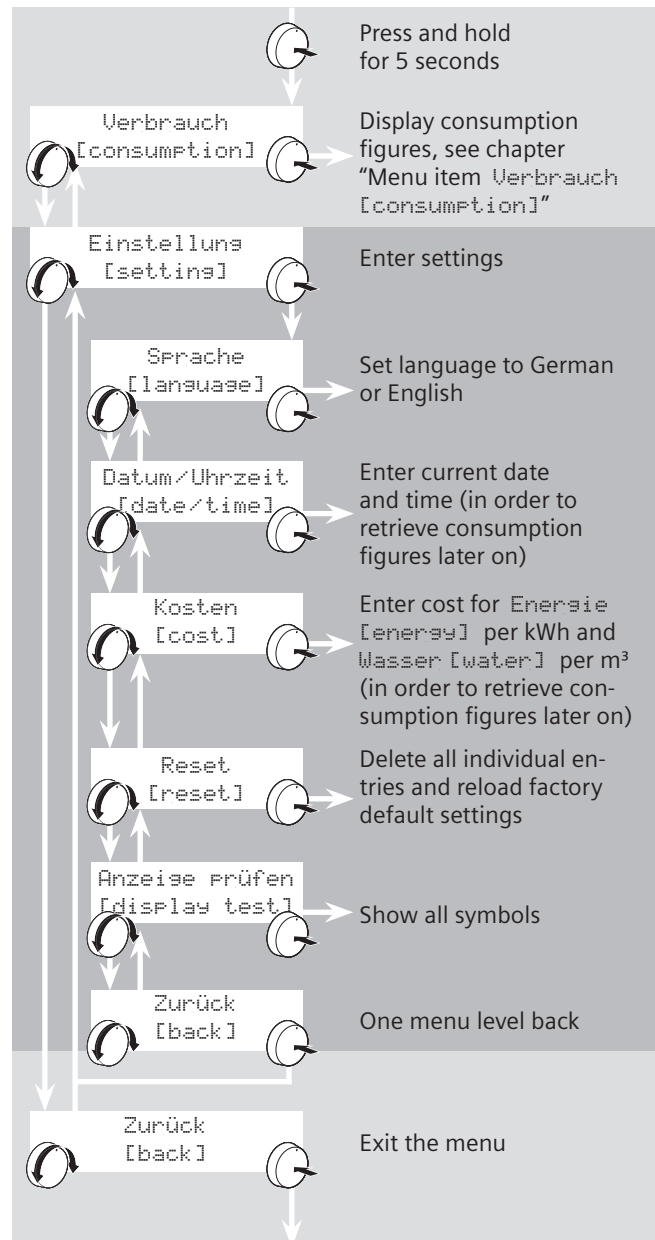 Press and hold
for 5 seconds
Verbrauch
[consumption]
Display consumption
figures, see chapter
“Menu item Verbrauch
[consumption]”
Einstellung
[setting]
Enter settings
Sprache
[language]
Set language to German
or English
Datum/Uhrzeit
[date/time]
Enter current date
and time (in order to
retrieve consumption
figures later on)
Kosten
[cost]
Enter cost for Energie
[energy] per kWh and
Wasser [water] per m³
(in order to retrieve con-
sumption figures later on)
Reset
[reset]
Delete all individual en-
tries and reload factory
default settings
Anzeige prüfen
[display test]
Show all symbols
Zurück
[back]
One menu level back
Zurück
[back]
Exit the menu